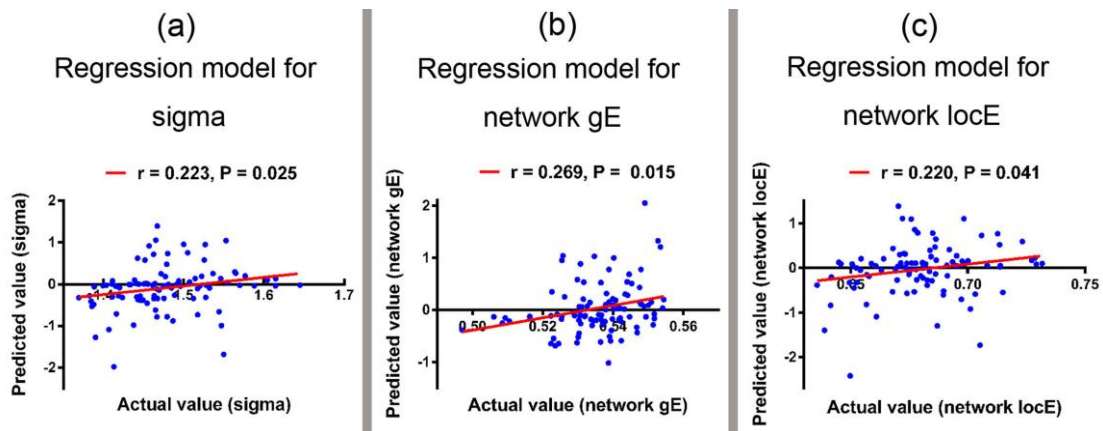 (a)
Regression model for
sigma
r = 0.223, P = 0.025
Predicted value (sigma)
2
1
0
-1
-2
1.4
1.5
1.6
1.7
Actual value (sigma)
(b)
Regression model for
network gE
r = 0.269, P = 0.015
Predicted value (network gE)
2
1
0
-1
0.50
0.52
0.54
0.56
Actual value (network gE)
(c)
Regression model for
network locE
r = 0.220, P = 0.041
Predicted value (network locE)
1
0
-1
-2
0.65
0.70
0.75
Actual value (network locE)